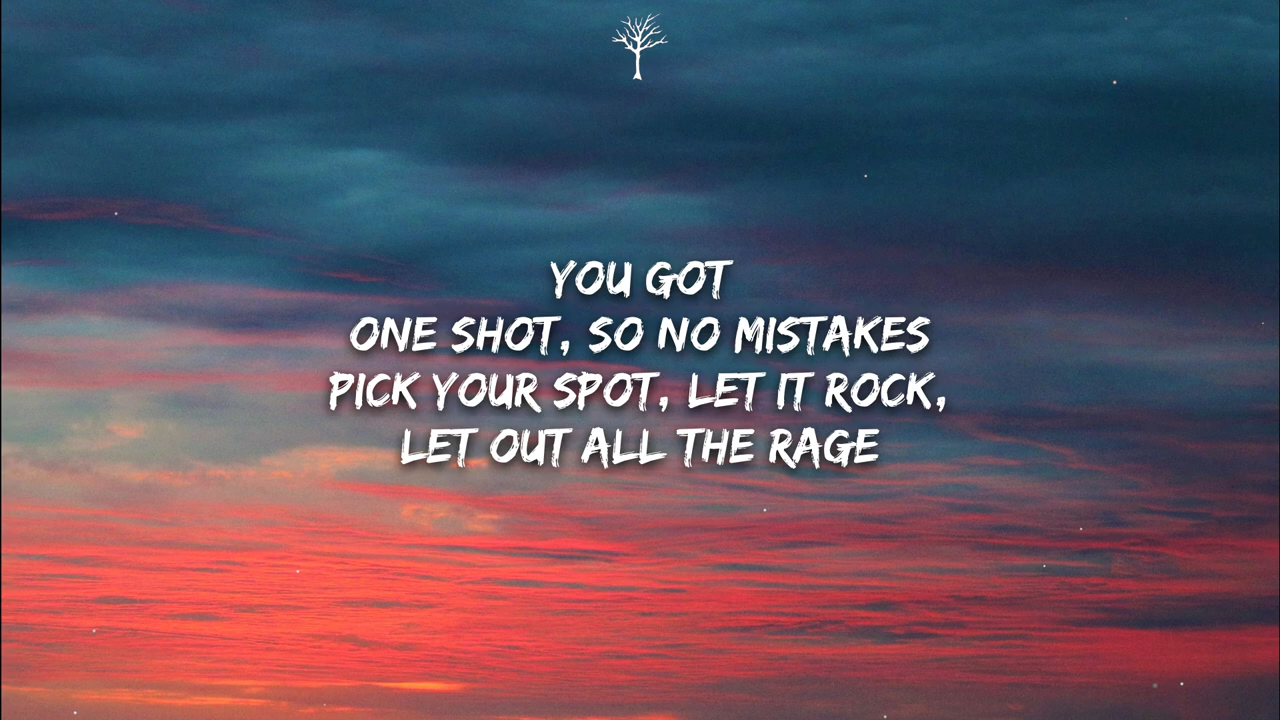 YOU GOT
ONE SHOT, SO NO MISTAKES
PICK YOUR SPOT, LET IT ROCK,
LET OUT ALL THE RAGE